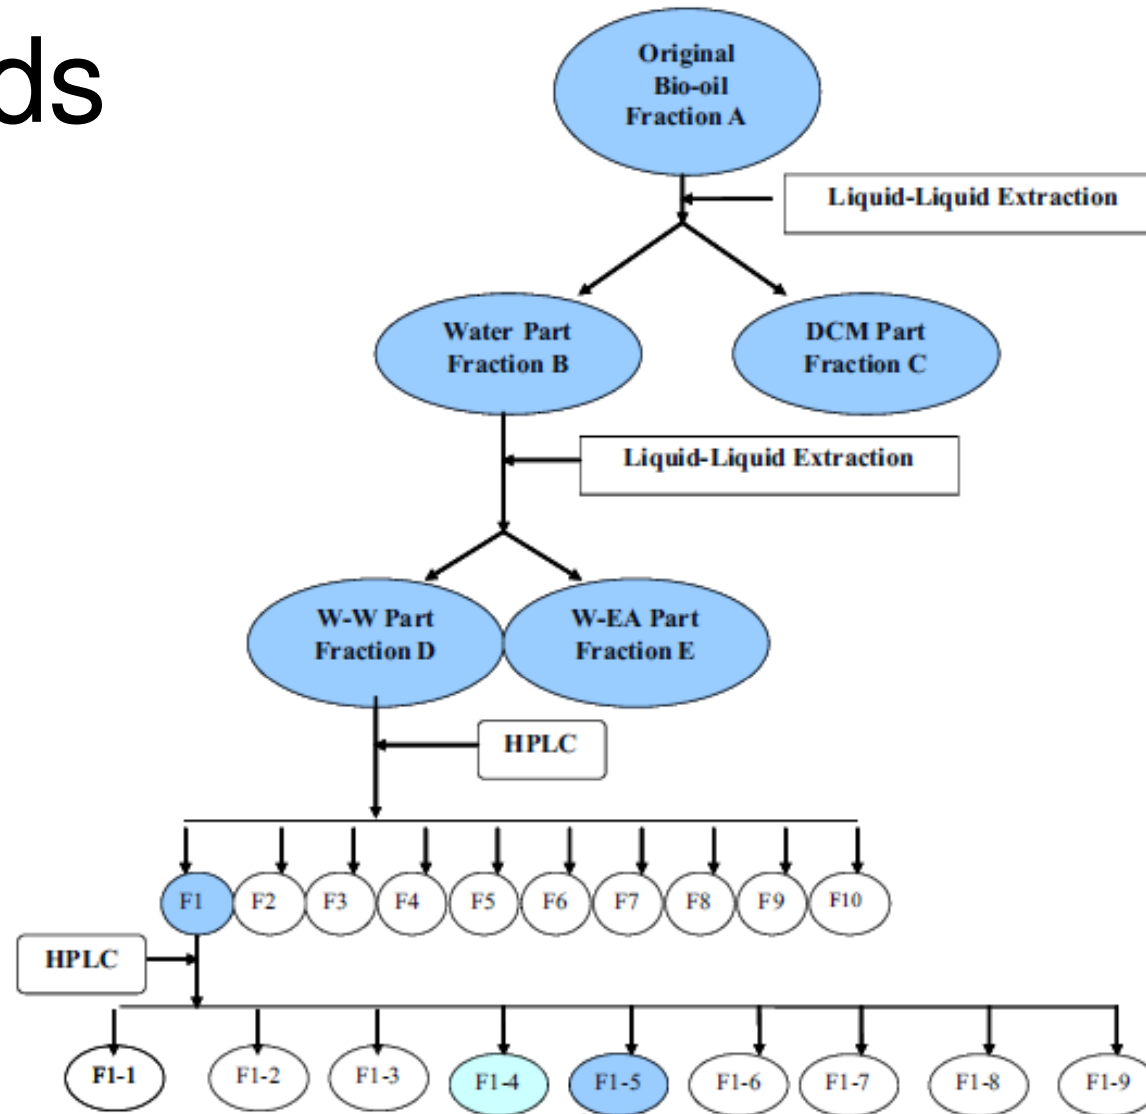 ds
Original
Bio-oil
Fraction A
Liquid-Liquid Extraction
Water Part
Fraction B
DCM Part
Fraction C
Liquid-Liquid Extraction
W-W Part
Fraction D
W-EA Part
Fraction E
HPLC
F1 F2 F3 F4 F5 F6 F7 F8 F9 F10
HPLC
F1-1 F1-2 F1-3 F1-4 F1-5 F1-6 F1-7 F1-8 F1-9